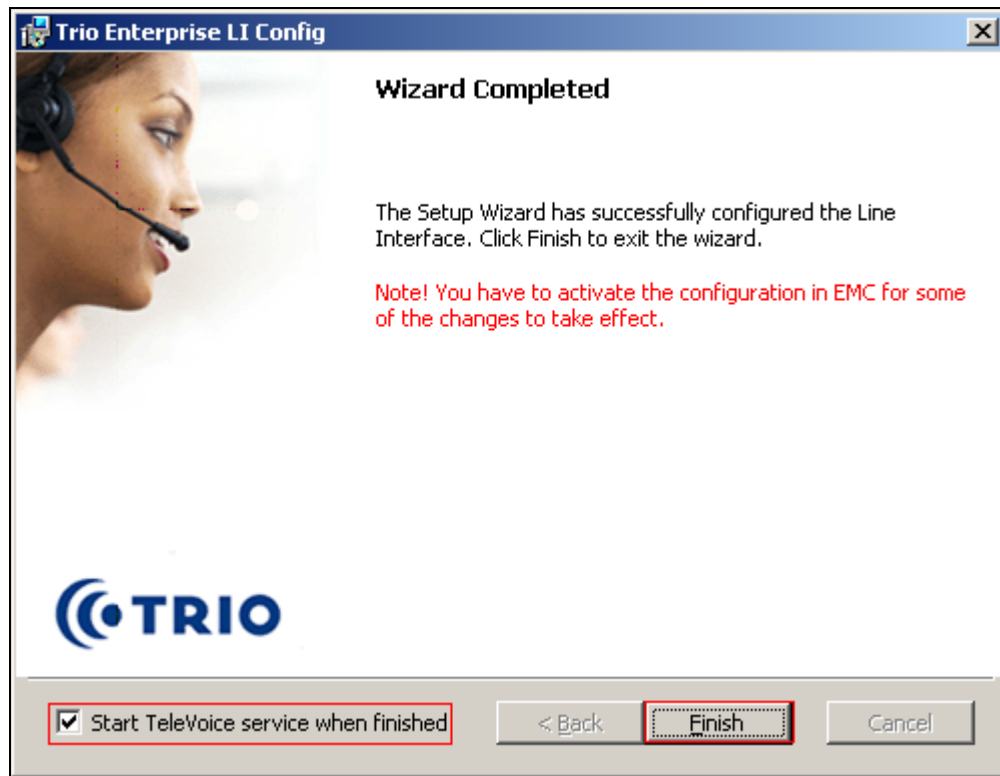 Trio Enterprise LI Config
Wizard Completed
The Setup Wizard has successfully configured the Line
Interface. Click Finish to exit the wizard.
Note! You have to activate the configuration in EMC for some
of the changes to take effect.
TRIO
Start TeleVoice service when finished
< Back
Finish
Cancel